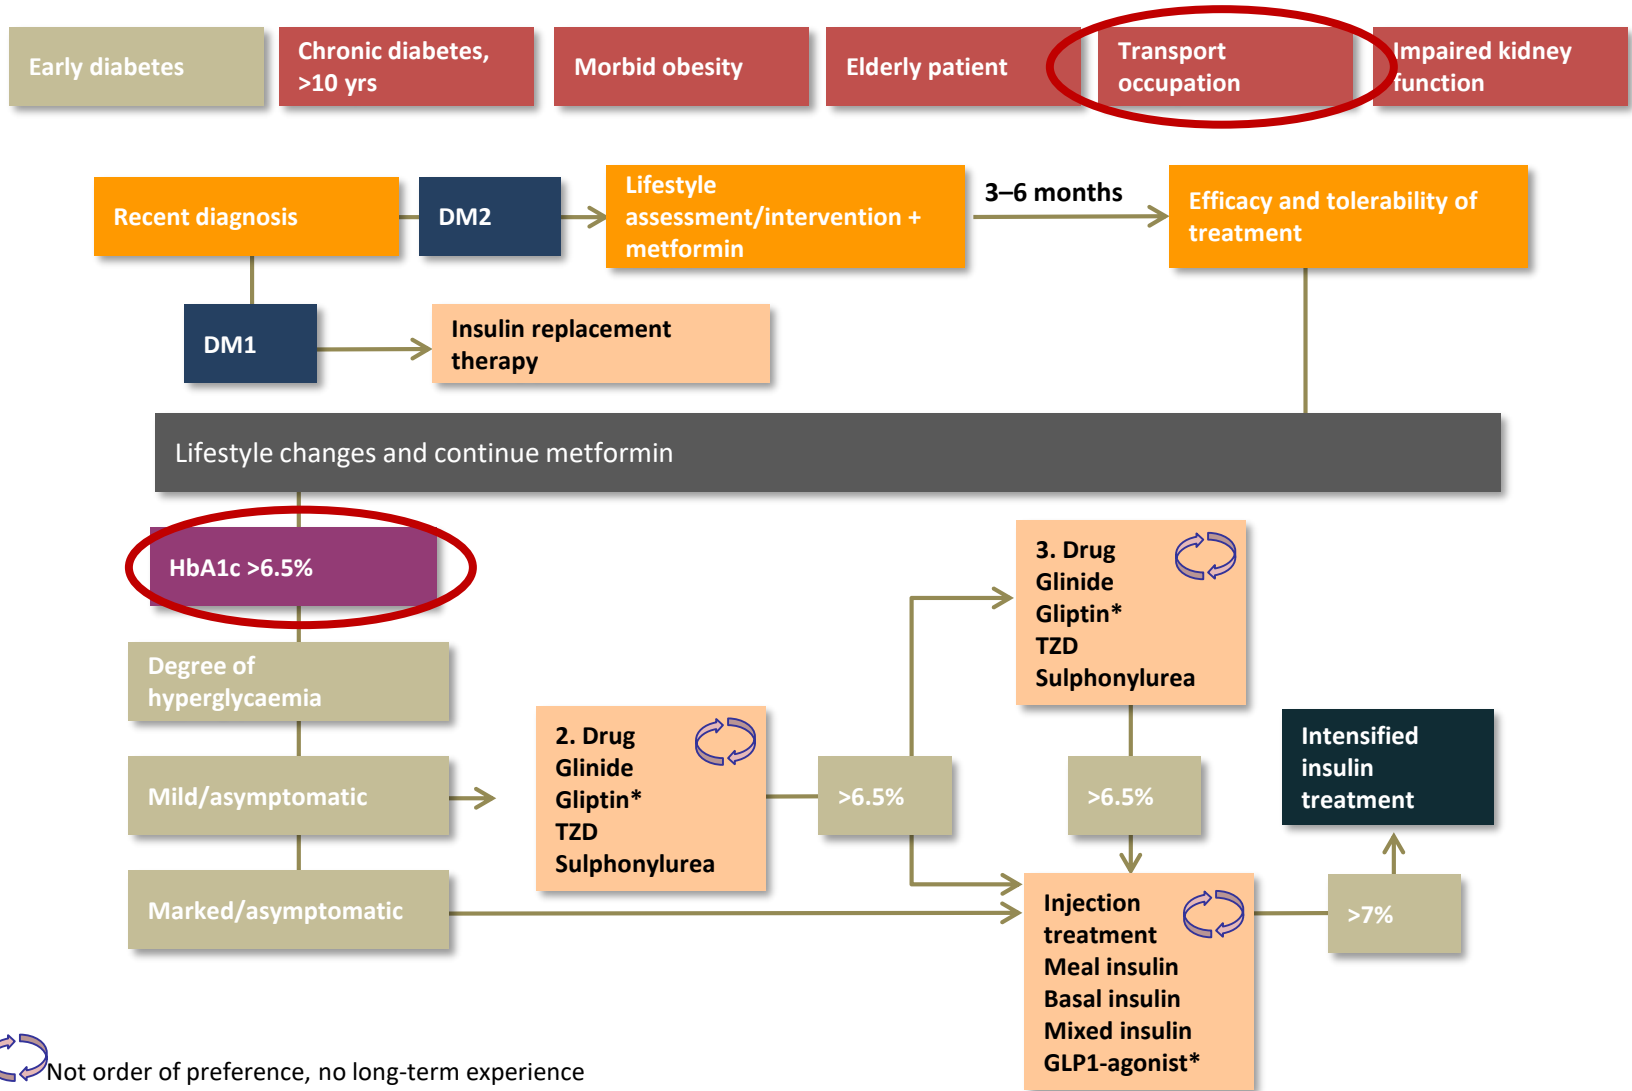 Early diabetes
Chronic diabetes,
>10 yrs
Morbid obesity
Elderly patient
Transport
occupation
Impaired kidney
function
Recent diagnosis
DM2
Lifestyle
assessment/intervention +
metformin
3–6 months
Efficacy and tolerability of
treatment
DM1
Insulin replacement
therapy
Lifestyle changes and continue metformin
HbA1c >6.5%
Degree of
hyperglycaemia
Mild/asymptomatic
Marked/asymptomatic
2. Drug
Glinide
Gliptin*
TZD
Sulphonylurea
>6.5%
3. Drug
Glinide
Gliptin*
TZD
Sulphonylurea
>6.5%
Injection
treatment
Meal insulin
Basal insulin
Mixed insulin
GLP1-agonist*
>7%
Intensified
insulin
treatment
Not order of preference, no long-term experience